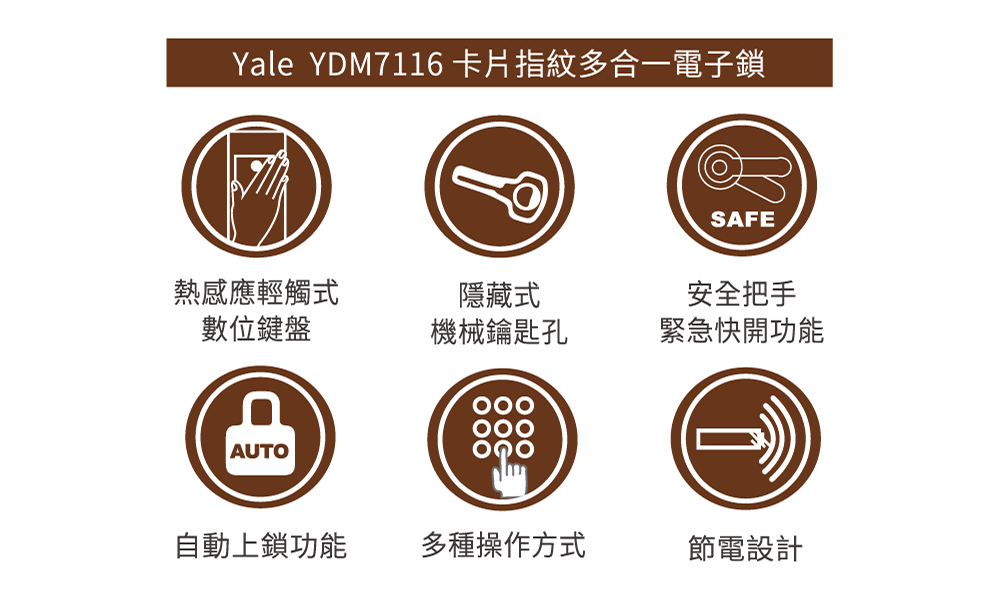 Yale YDM7116 卡片指紋多合一電子鎖
SAFE
熱感應輕觸式
數位鍵盤
隱藏式
機械鑰匙孔
安全把手
緊急快開功能
AUTO
自動上鎖功能
多種操作方式
節電設計